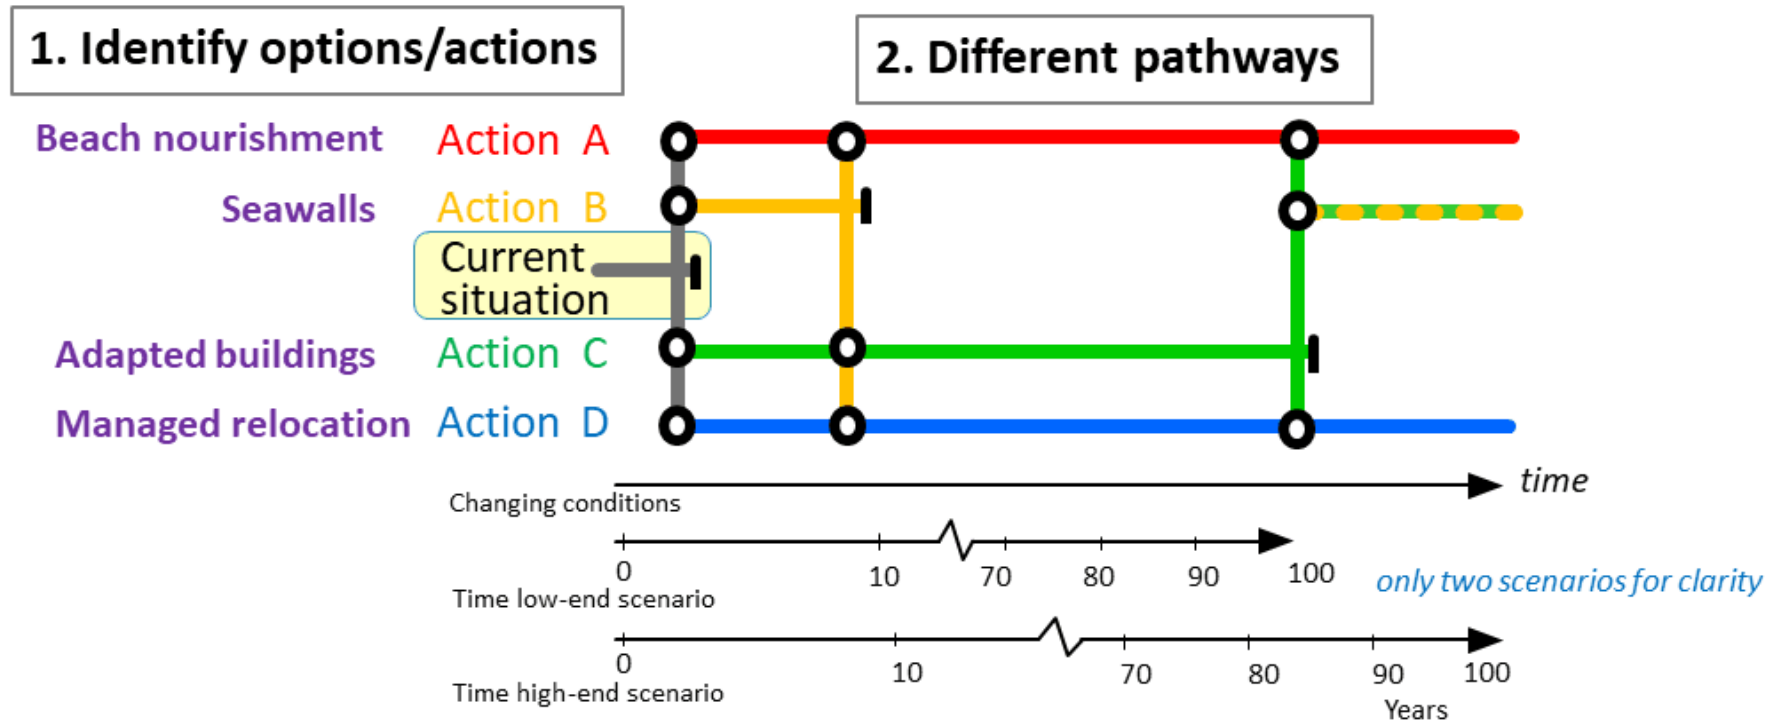 1. Identify options/actions
2. Different pathways
Beach nourishment Action A
Seawalls Action B
Current
situation
Adapted buildings Action C
Managed relocation Action D
time
Changing conditions
0 10 70 80 90 100
Time low-end scenario
only two scenarios for clarity
0 10 70 80 90 100
Time high-end scenario
Years